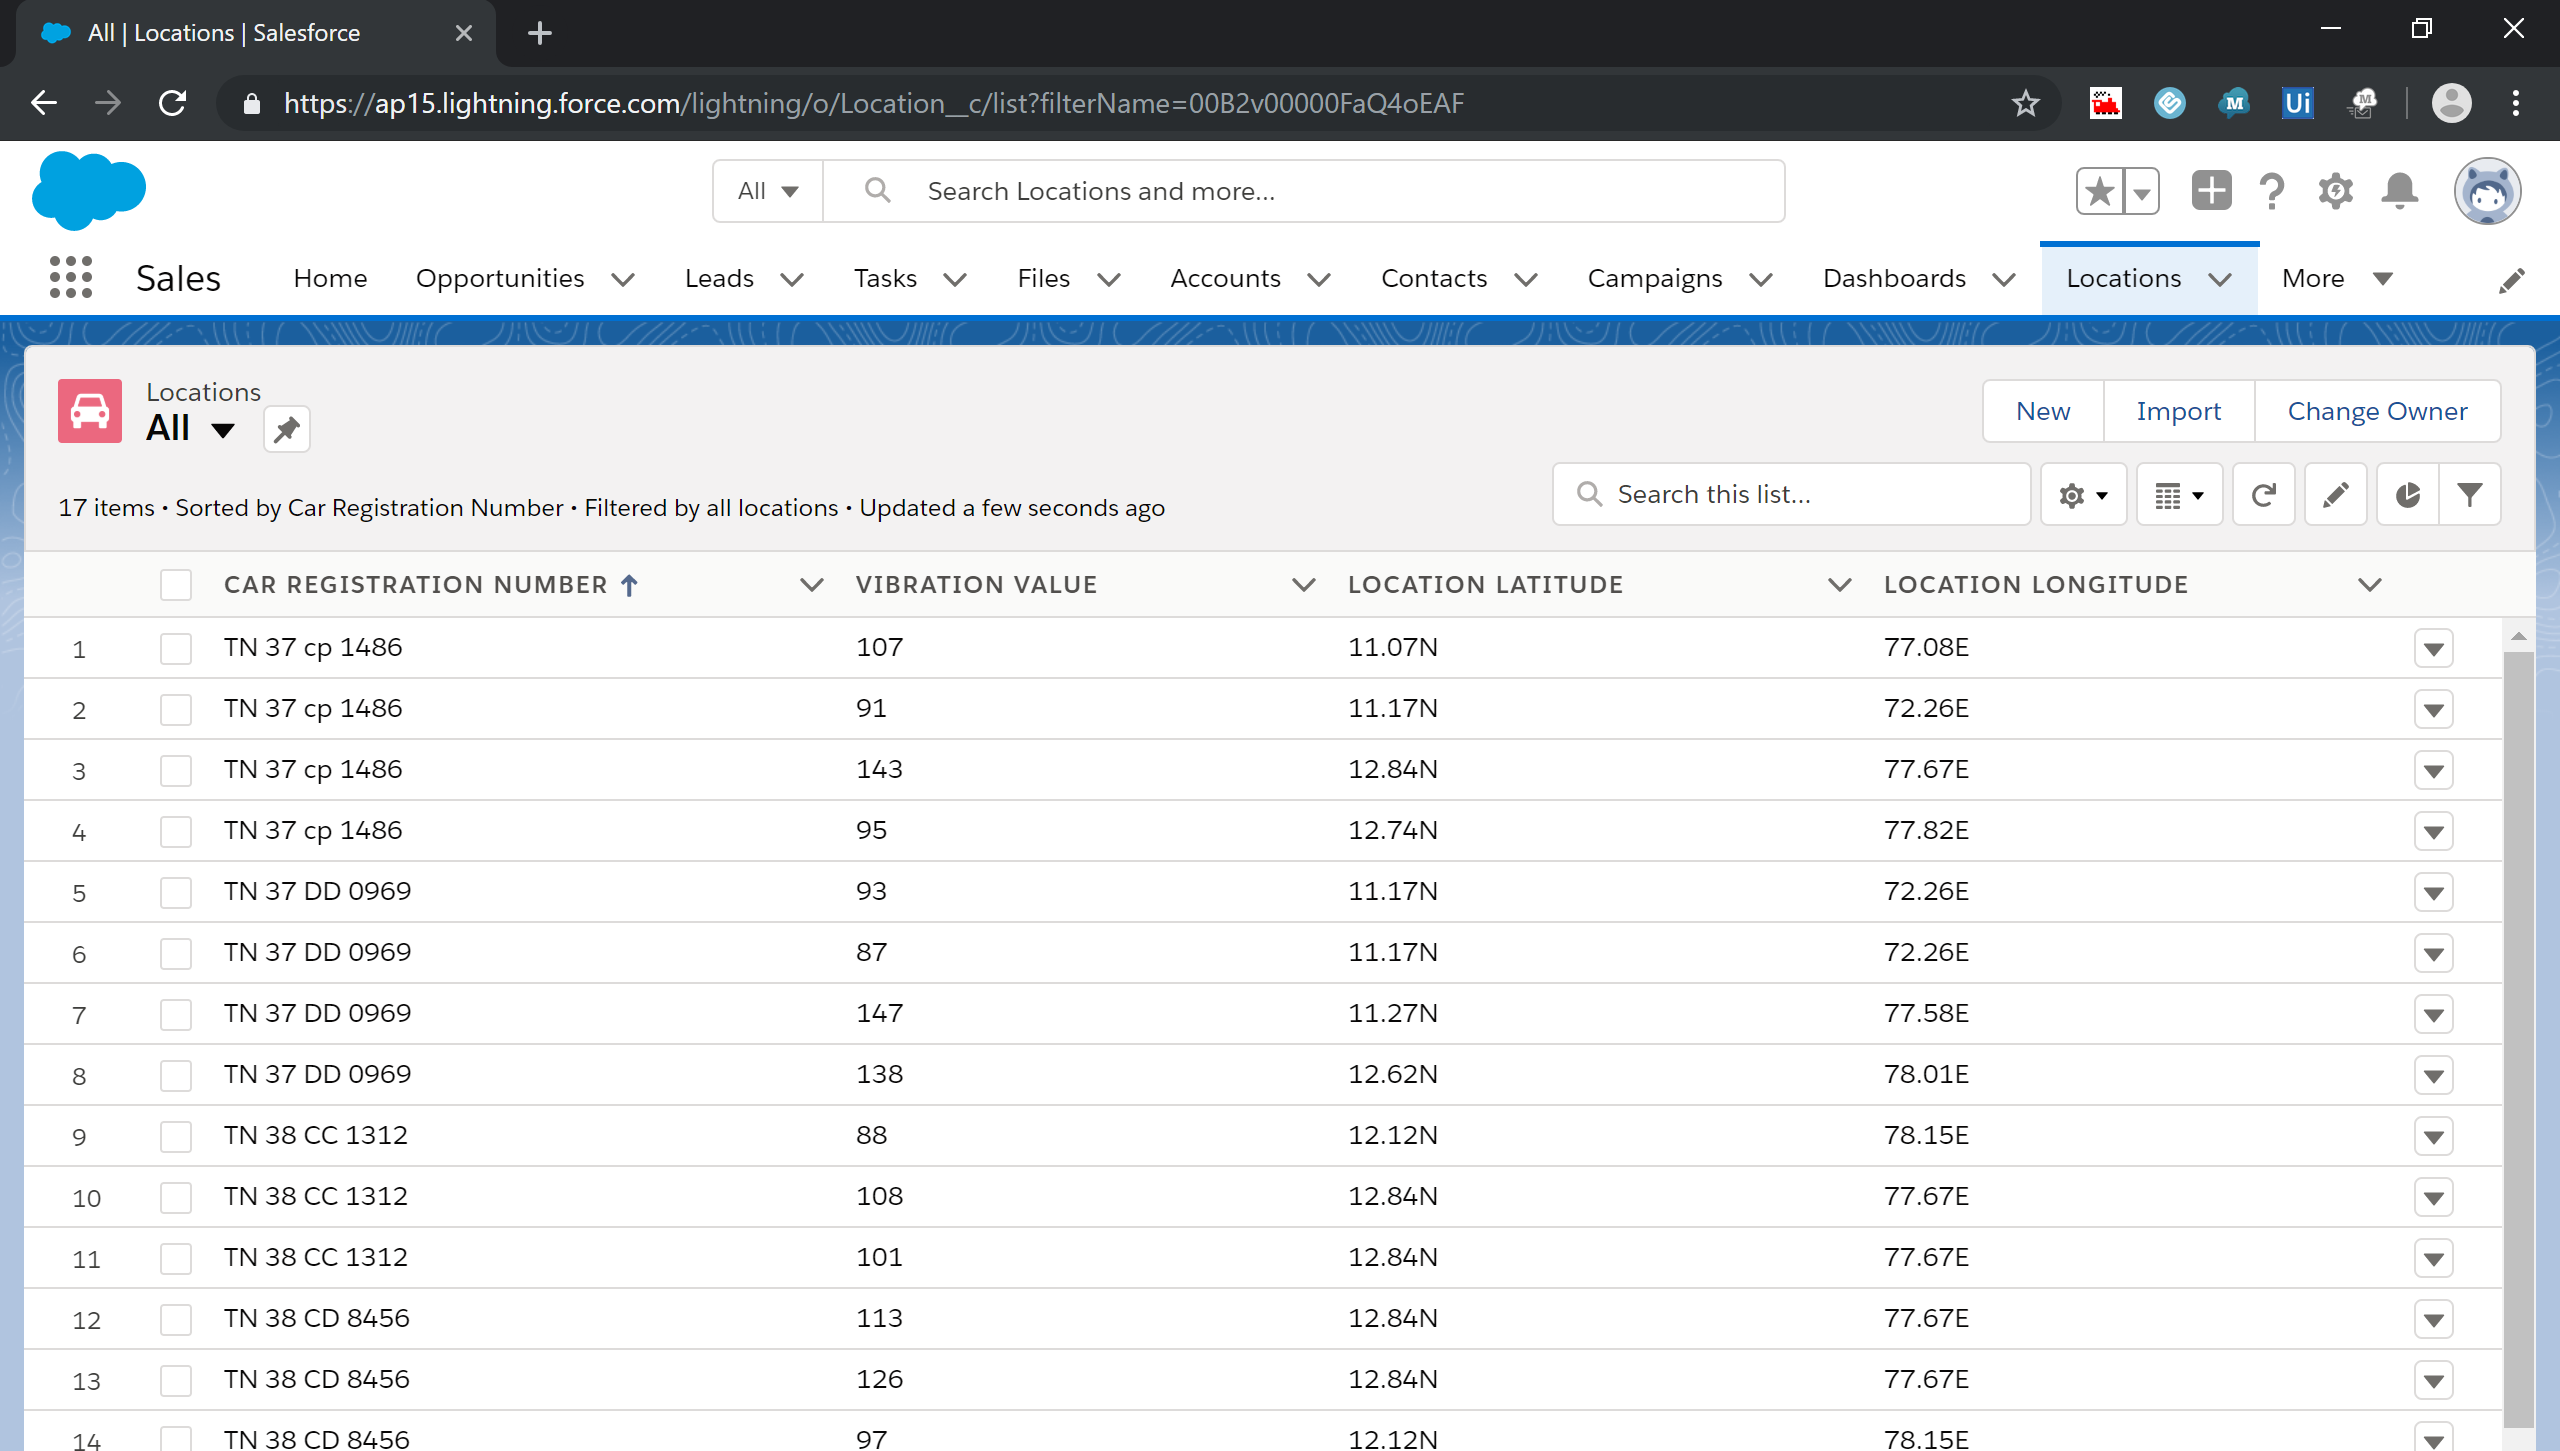 All | Locations | Salesforce
https://ap15.lightning.force.com/lightning/o/Location__c/list?filterName=00B2v00000FaQ4oEAF
M
Ui
M
All
Search Locations and more...
Sales
Home
Opportunities
Leads
Tasks
Files
Accounts
Contacts
Campaigns
Dashboards
Locations
More
Locations
All
New
Import
Change Owner
17 items • Sorted by Car Registration Number • Filtered by all locations • Updated a few seconds ago
Search this list...
CAR REGISTRATION NUMBER ↑ VIBRATION VALUE LOCATION LATITUDE LOCATION LONGITUDE
1 TN 37 cp 1486 107 11.07N 77.08E
2 TN 37 cp 1486 91 11.17N 72.26E
3 TN 37 cp 1486 143 12.84N 77.67E
4 TN 37 cp 1486 95 12.74N 77.82E
5 TN 37 DD 0969 93 11.17N 72.26E
6 TN 37 DD 0969 87 11.17N 72.26E
7 TN 37 DD 0969 147 11.27N 77.58E
8 TN 37 DD 0969 138 12.62N 78.01E
9 TN 38 CC 1312 88 12.12N 78.15E
10 TN 38 CC 1312 108 12.84N 77.67E
11 TN 38 CC 1312 101 12.84N 77.67E
12 TN 38 CD 8456 113 12.84N 77.67E
13 TN 38 CD 8456 126 12.84N 77.67E
14 TN 38 CD 8456 97 12.12N 78.15E